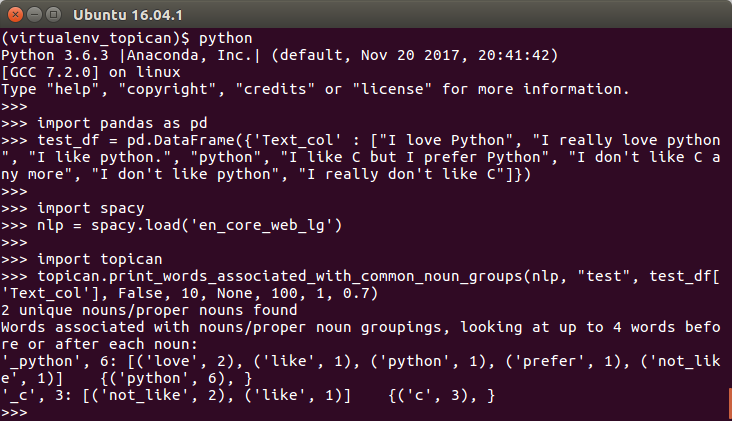 Ubuntu 16.04.1
(virtualenv_topican)$ python
Python 3.6.3 |Anaconda, Inc.| (default, Nov 20 2017, 20:41:42)
[GCC 7.2.0] on linux
Type "help", "copyright", "credits" or "license" for more information.
>>>
>>> import pandas as pd
>>> test_df = pd.DataFrame({'Text_col' : ["I love Python", "I really love python
", "I like python.", "python", "I like C but I prefer Python", "I don't like C a
ny more", "I don't like python", "I really don't like C"]})
>>>
>>> import spacy
>>> nlp = spacy.load('en_core_web_lg')
>>>
>>> import topican
>>> topican.print_words_associated_with_common_noun_groups(nlp, "test", test_df[
'Text_col'], False, 10, None, 100, 1, 0.7)
2 unique nouns/proper nouns found
Words associated with nouns/proper noun groupings, looking at up to 4 words befo
re or after each noun:
'_python', 6: [('love', 2), ('like', 1), ('python', 1), ('prefer', 1), ('not_lik
e', 1)]    {('python', 6), }
'_c', 3: [('not_like', 2), ('like', 1)]    {('c', 3), }
>>>